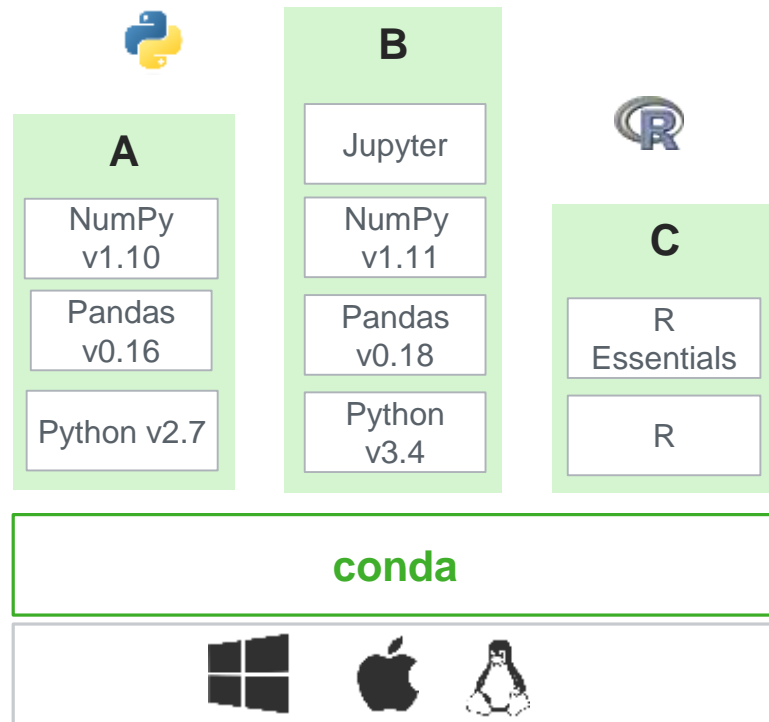 A
NumPy
v1.10
Pandas
v0.16
Python v2.7
B
Jupyter
NumPy
v1.11
Pandas
v0.18
Python
v3.4
R
C
R
Essentials
R
conda